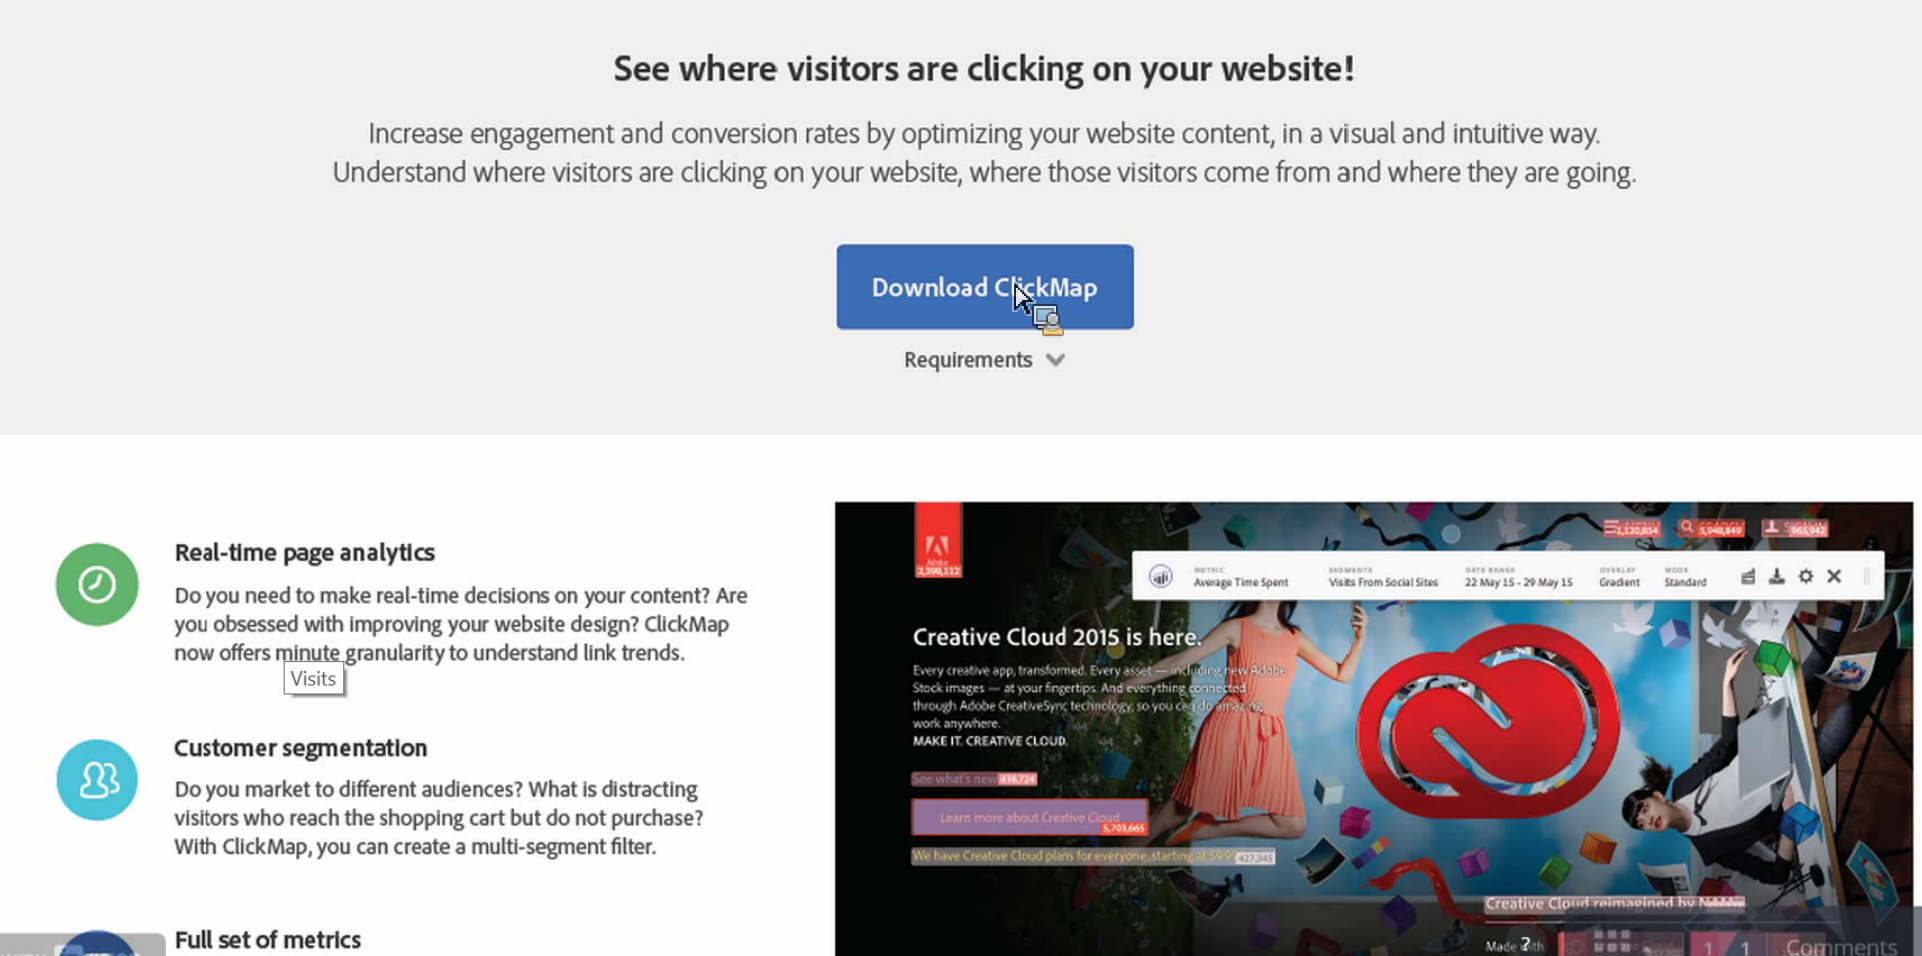 See where visitors are clicking on your website!
Increase engagement and conversion rates by optimizing your website content, in a visual and intuitive way.
Understand where visitors are clicking on your website, where those visitors come from and where they are going.
Download ClickMap
Requirements
Real-time page analytics
Do you need to make real-time decisions on your content? Are
you obsessed with improving your website design? ClickMap
now offers minute granularity to understand link trends.
Visits
Customer segmentation
Do you market to different audiences? What is distracting
visitors who reach the shopping cart but do not purchase?
With ClickMap, you can create a multi-segment filter.
Full set of metrics
Adobe
2,398,112
1,120,854
5,948,849
965,942
METRIC
Average Time Spent
SEGMENTS
Visits From Social Sites
DATE RANGE
22 May 15 - 29 May 15
OVERLAY
Gradient
MODE
Standard
Creative Cloud 2015 is here.
Every creative app, transformed. Every asset — including new Adobe
Stock images — at your fingertips. And everything connected
through Adobe CreativeSync technology, so you can do amazing
work anywhere.
MAKE IT. CREATIVE CLOUD.
See what's new
838,724
Learn more about Creative Cloud
5,703,665
We have Creative Cloud plans for everyone, starting at
427,345
Creative Cloud reimagined by
Made with
?
1 / 1
Comments